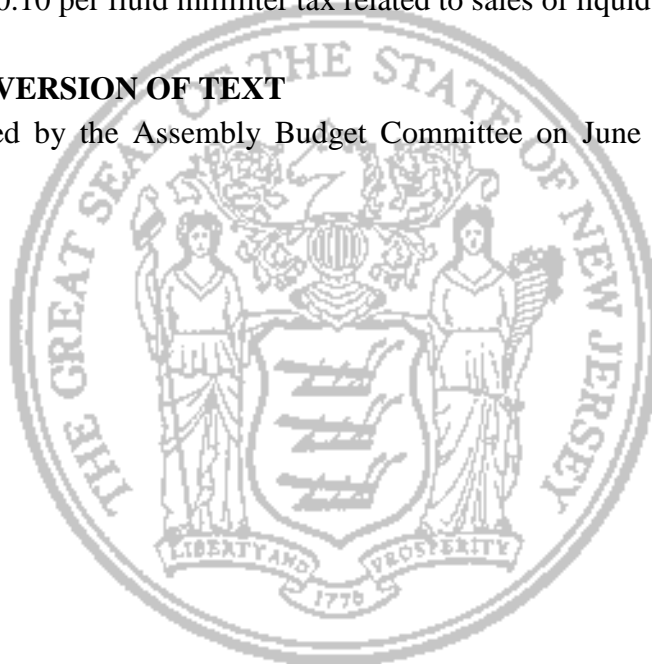 0.10 per fluid milliliter tax related to sales of liquid
VERSION OF TEXT
ed by the Assembly Budget Committee on June
THE GREAT SEAL OF THE STATE OF NEW JERSEY
LIBERTY AND PROSPERITY
1776